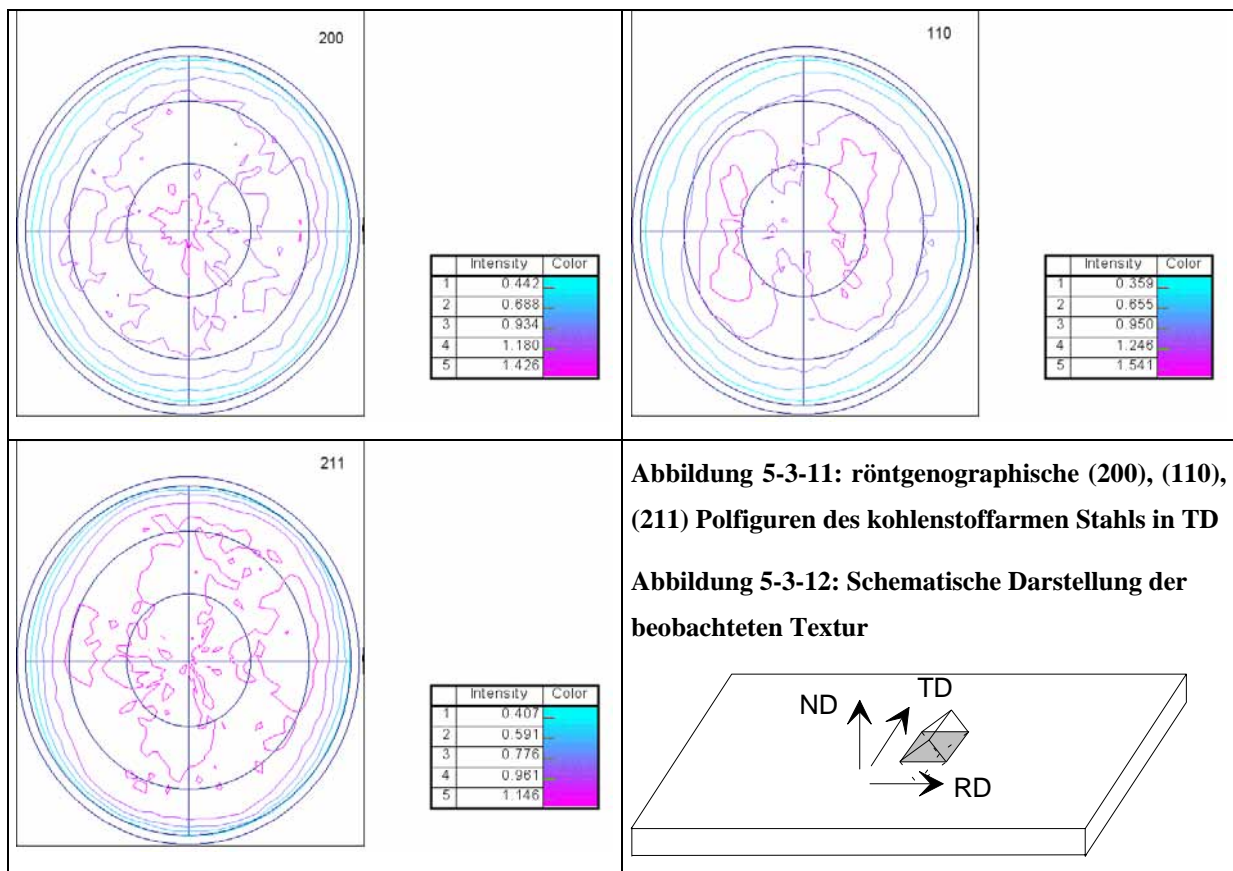 200
Intensity Color
1 0.442
2 0.688
3 0.934
4 1.180
5 1.426
110
Intensity Color
1 0.359
2 0.655
3 0.950
4 1.246
5 1.541
211
Intensity Color
1 0.407
2 0.591
3 0.776
4 0.961
5 1.146
Abbildung 5-3-11: röntgenographische (200), (110),
(211) Polfiguren des kohlenstoffarmen Stahls in TD
Abbildung 5-3-12: Schematische Darstellung der
beobachteten Textur
ND
TD
RD